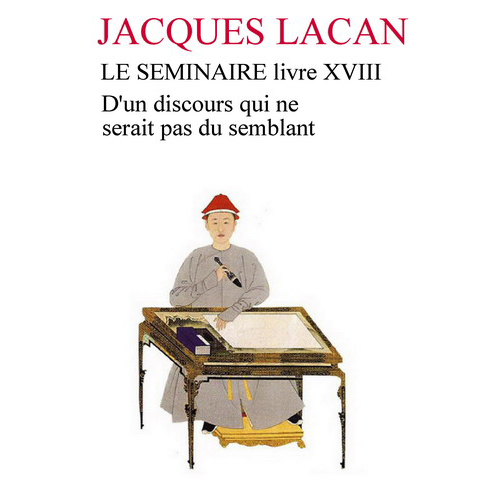 JACQUES LACAN
LE SEMINAIRE livre XVIII
D'un discours qui ne
serait pas du semblant